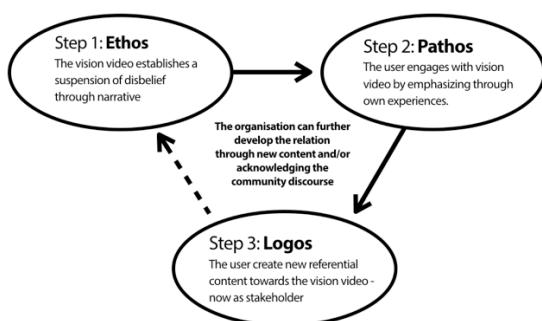 Step 1: Ethos
The vision video establishes a
suspension of disbelief
through narrative
Step 2: Pathos
The user engages with vision
video by emphasizing through
own experiences.
The organisation can further
develop the relation
through new content and/or
acknowledging the
community discourse
Step 3: Logos
The user create new referential
content towards the vision video -
now as stakeholder